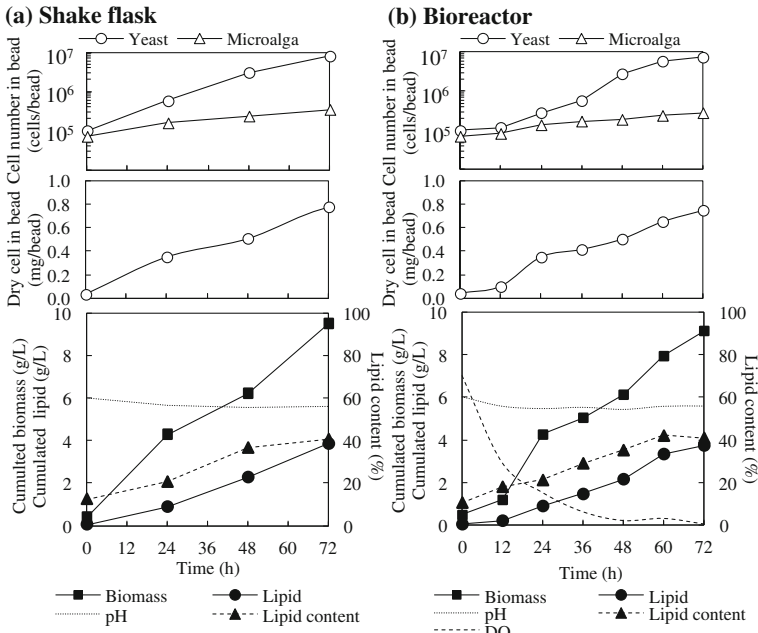 (a) Shake flask
Yeast
Microalga
Cell number in bead
(cells/bead)
10^7
10^6
10^5
Dry cell in bead
(mg/bead)
1.0
0.8
0.6
0.4
0.2
0.0
Cumulted biomass (g/L)
Cumulated lipid (g/L)
10
8
6
4
2
0
100
80
60
40
20
0
Lipid content (%)
0 12 24 36 48 60 72
Time (h)
Biomass
Lipid
pH
Lipid content
(b) Bioreactor
Yeast
Microalga
Cell number in bead
(cells/bead)
10^7
10^6
10^5
Dry cell in bead
(mg/bead)
1.0
0.8
0.6
0.4
0.2
0.0
Cumulated biomass (g/L)
Cumulated lipid (g/L)
10
8
6
4
2
0
100
80
60
40
20
0
Lipid content (%)
0 12 24 36 48 60 72
Time (h)
Biomass
Lipid
pH
Lipid content
DO